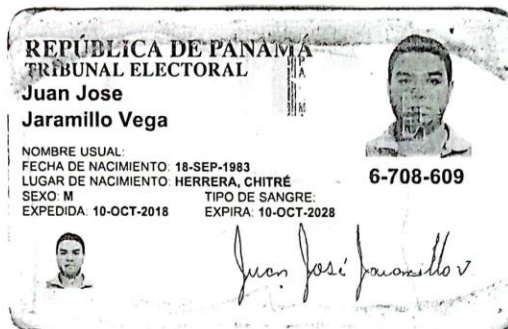 REPÚBLICA DE PANAMÁ
TRIBUNAL ELECTORAL
Juan Jose
Jaramillo Vega
NOMBRE USUAL:
FECHA DE NACIMIENTO: 18-SEP-1983
LUGAR DE NACIMIENTO: HERRERA, CHITRÉ
SEXO: M TIPO DE SANGRE:
EXPEDIDA: 10-OCT-2018 EXPIRA: 10-OCT-2028
6-708-609
Juan José Jaramillo V